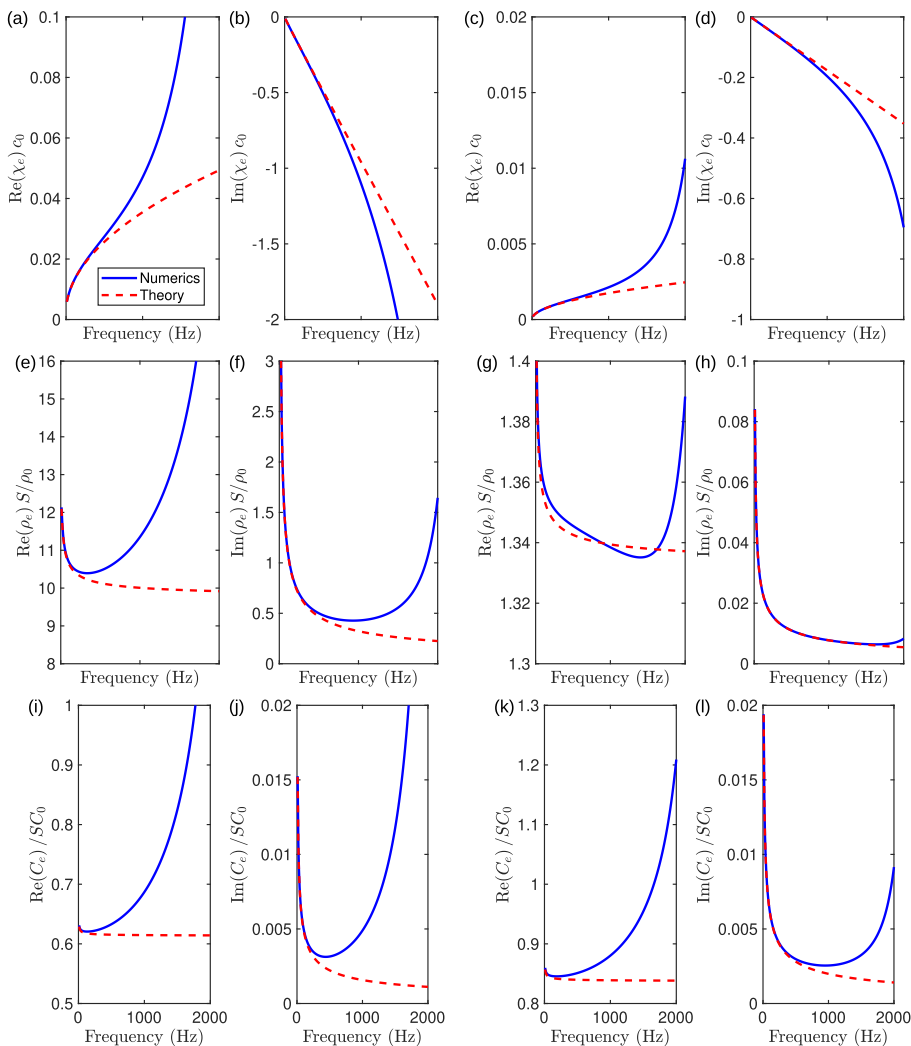 (a)
0.1
0.08
0.06
0.04
0.02
0
Re(χₑ) c₀
Frequency (Hz)
Numerics
Theory
(b)
0
-0.5
-1
-1.5
-2
Im(χₑ) c₀
Frequency (Hz)
(c)
0.02
0.015
0.01
0.005
0
Re(χₑ) c₀
Frequency (Hz)
(d)
0
-0.2
-0.4
-0.6
-0.8
-1
Im(χₑ) c₀
Frequency (Hz)
(e)
16
15
14
13
12
11
10
9
8
Re(ρₑ) S/ρ₀
Frequency (Hz)
(f)
3
2.5
2
1.5
1
0.5
0
Im(ρₑ) S/ρ₀
Frequency (Hz)
(g)
1.4
1.38
1.36
1.34
1.32
1.3
Re(ρₑ) S/ρ₀
Frequency (Hz)
(h)
0.1
0.08
0.06
0.04
0.02
0
Im(ρₑ) S/ρ₀
Frequency (Hz)
(i)
1
0.9
0.8
0.7
0.6
0.5
Re(Cₑ) /SC₀
0 1000 2000
Frequency (Hz)
(j)
0.02
0.015
0.01
0.005
0
Im(Cₑ) /SC₀
0 1000 2000
Frequency (Hz)
(k)
1.3
1.2
1.1
1
0.9
0.8
Re(Cₑ) /SC₀
0 1000 2000
Frequency (Hz)
(l)
0.02
0.015
0.01
0.005
0
Im(Cₑ) /SC₀
0 1000 2000
Frequency (Hz)